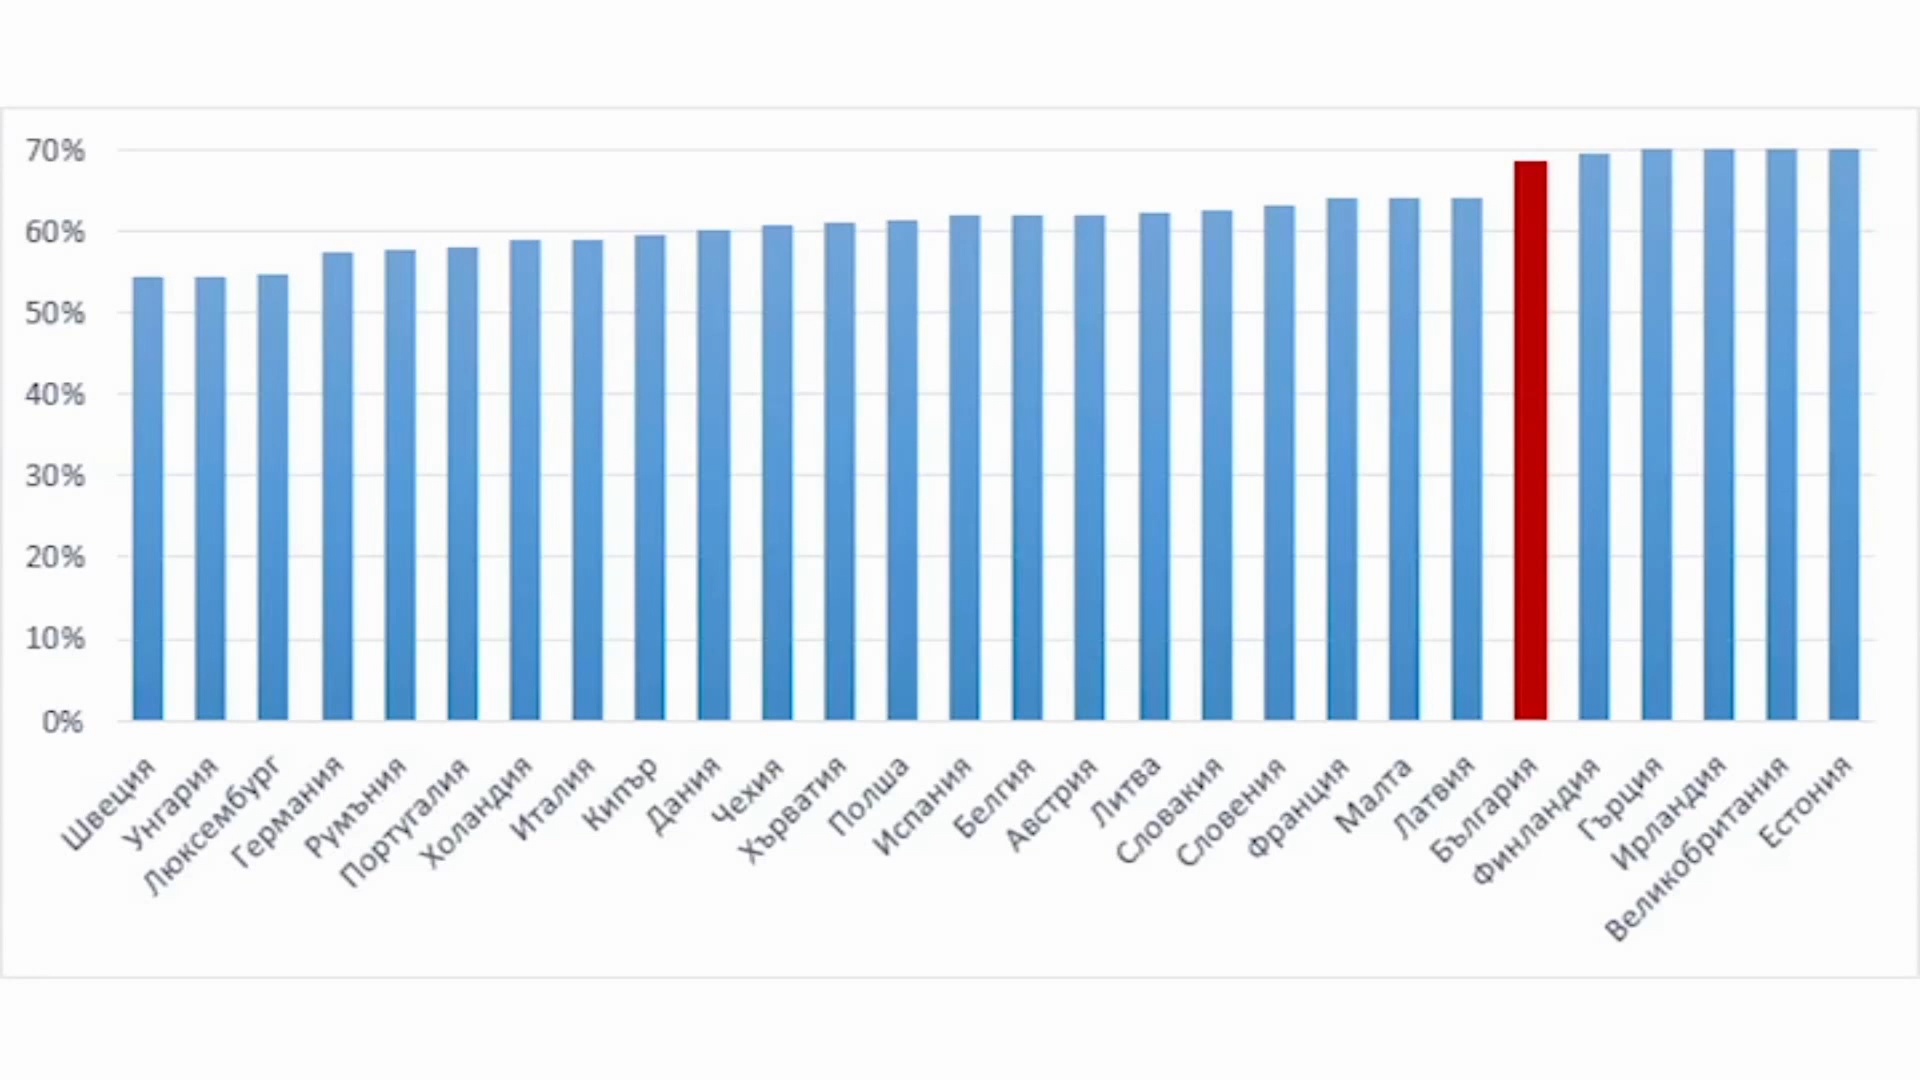 70%
60%
50%
40%
30%
20%
10%
0%
Швеция
Унгария
Люксембург
Германия
Румъния
Португалия
Холандия
Италия
Кипър
Дания
Чехия
Хърватия
Полша
Испания
Белгия
Австрия
Литва
Словакия
Словения
Франция
Малта
Латвия
България
Финландия
Гърция
Ирландия
Великобритания
Естония